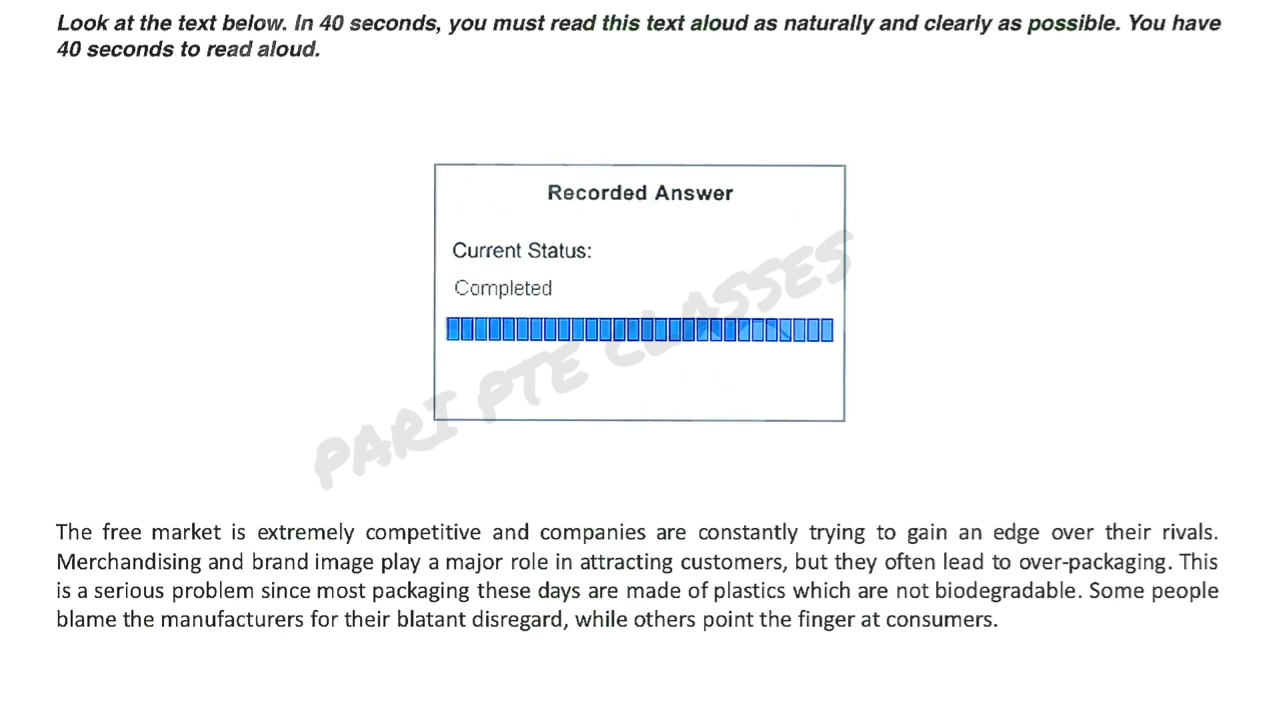 Look at the text below. In 40 seconds, you must read this text aloud as naturally and clearly as possible. You have
40 seconds to read aloud.
Recorded Answer
Current Status:
Completed
PARI PTE CLASSES
The free market is extremely competitive and companies are constantly trying to gain an edge over their rivals.
Merchandising and brand image play a major role in attracting customers, but they often lead to over-packaging. This
is a serious problem since most packaging these days are made of plastics which are not biodegradable. Some people
blame the manufacturers for their blatant disregard, while others point the finger at consumers.